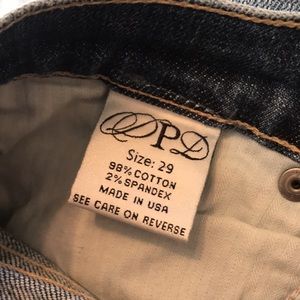 DPD
Size: 29
98% COTTON
2% SPANDEX
MADE IN USA
SEE CARE ON REVERSE